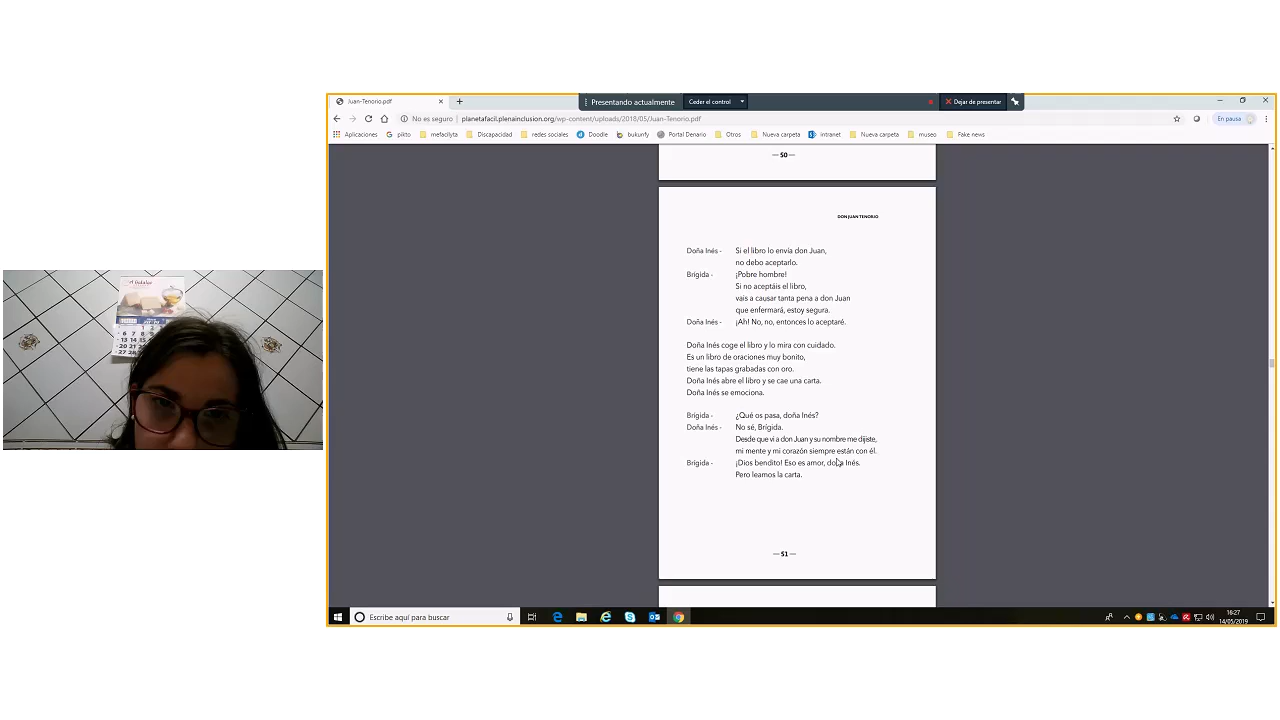 Juan-Tenorio.pdf
Presentando actualmente
Ceder el control
Dejar de presentar
No es seguro
planetafacil.plenainclusion.org/wp-content/uploads/2018/05/Juan-Tenorio.pdf
En pausa
Aplicaciones
pikto
mefacilyta
Discapacidad
redes sociales
Doodle
bukunfy
Portal Denario
Otros
Nueva carpeta
intranet
Nueva carpeta
museo
Fake news
— 50 —
DON JUAN TENORIO
Doña Inés - Si el libro lo envía don Juan,
no debo aceptarlo.
Brígida - ¡Pobre hombre!
Si no aceptáis el libro,
vais a causar tanta pena a don Juan
que enfermará, estoy segura.
Doña Inés - ¡Ah! No, no, entonces lo aceptaré.
Doña Inés coge el libro y lo mira con cuidado.
Es un libro de oraciones muy bonito,
tiene las tapas grabadas con oro.
Doña Inés abre el libro y se cae una carta.
Doña Inés se emociona.
Brígida - ¿Qué os pasa, doña Inés?
Doña Inés - No sé, Brígida.
Desde que vi a don Juan y su nombre me dijiste,
mi mente y mi corazón siempre están con él.
Brígida - ¡Dios bendito! Eso es amor, doña Inés.
Pero leamos la carta.
— 51 —
Escribe aquí para buscar
16:27
14/05/2019